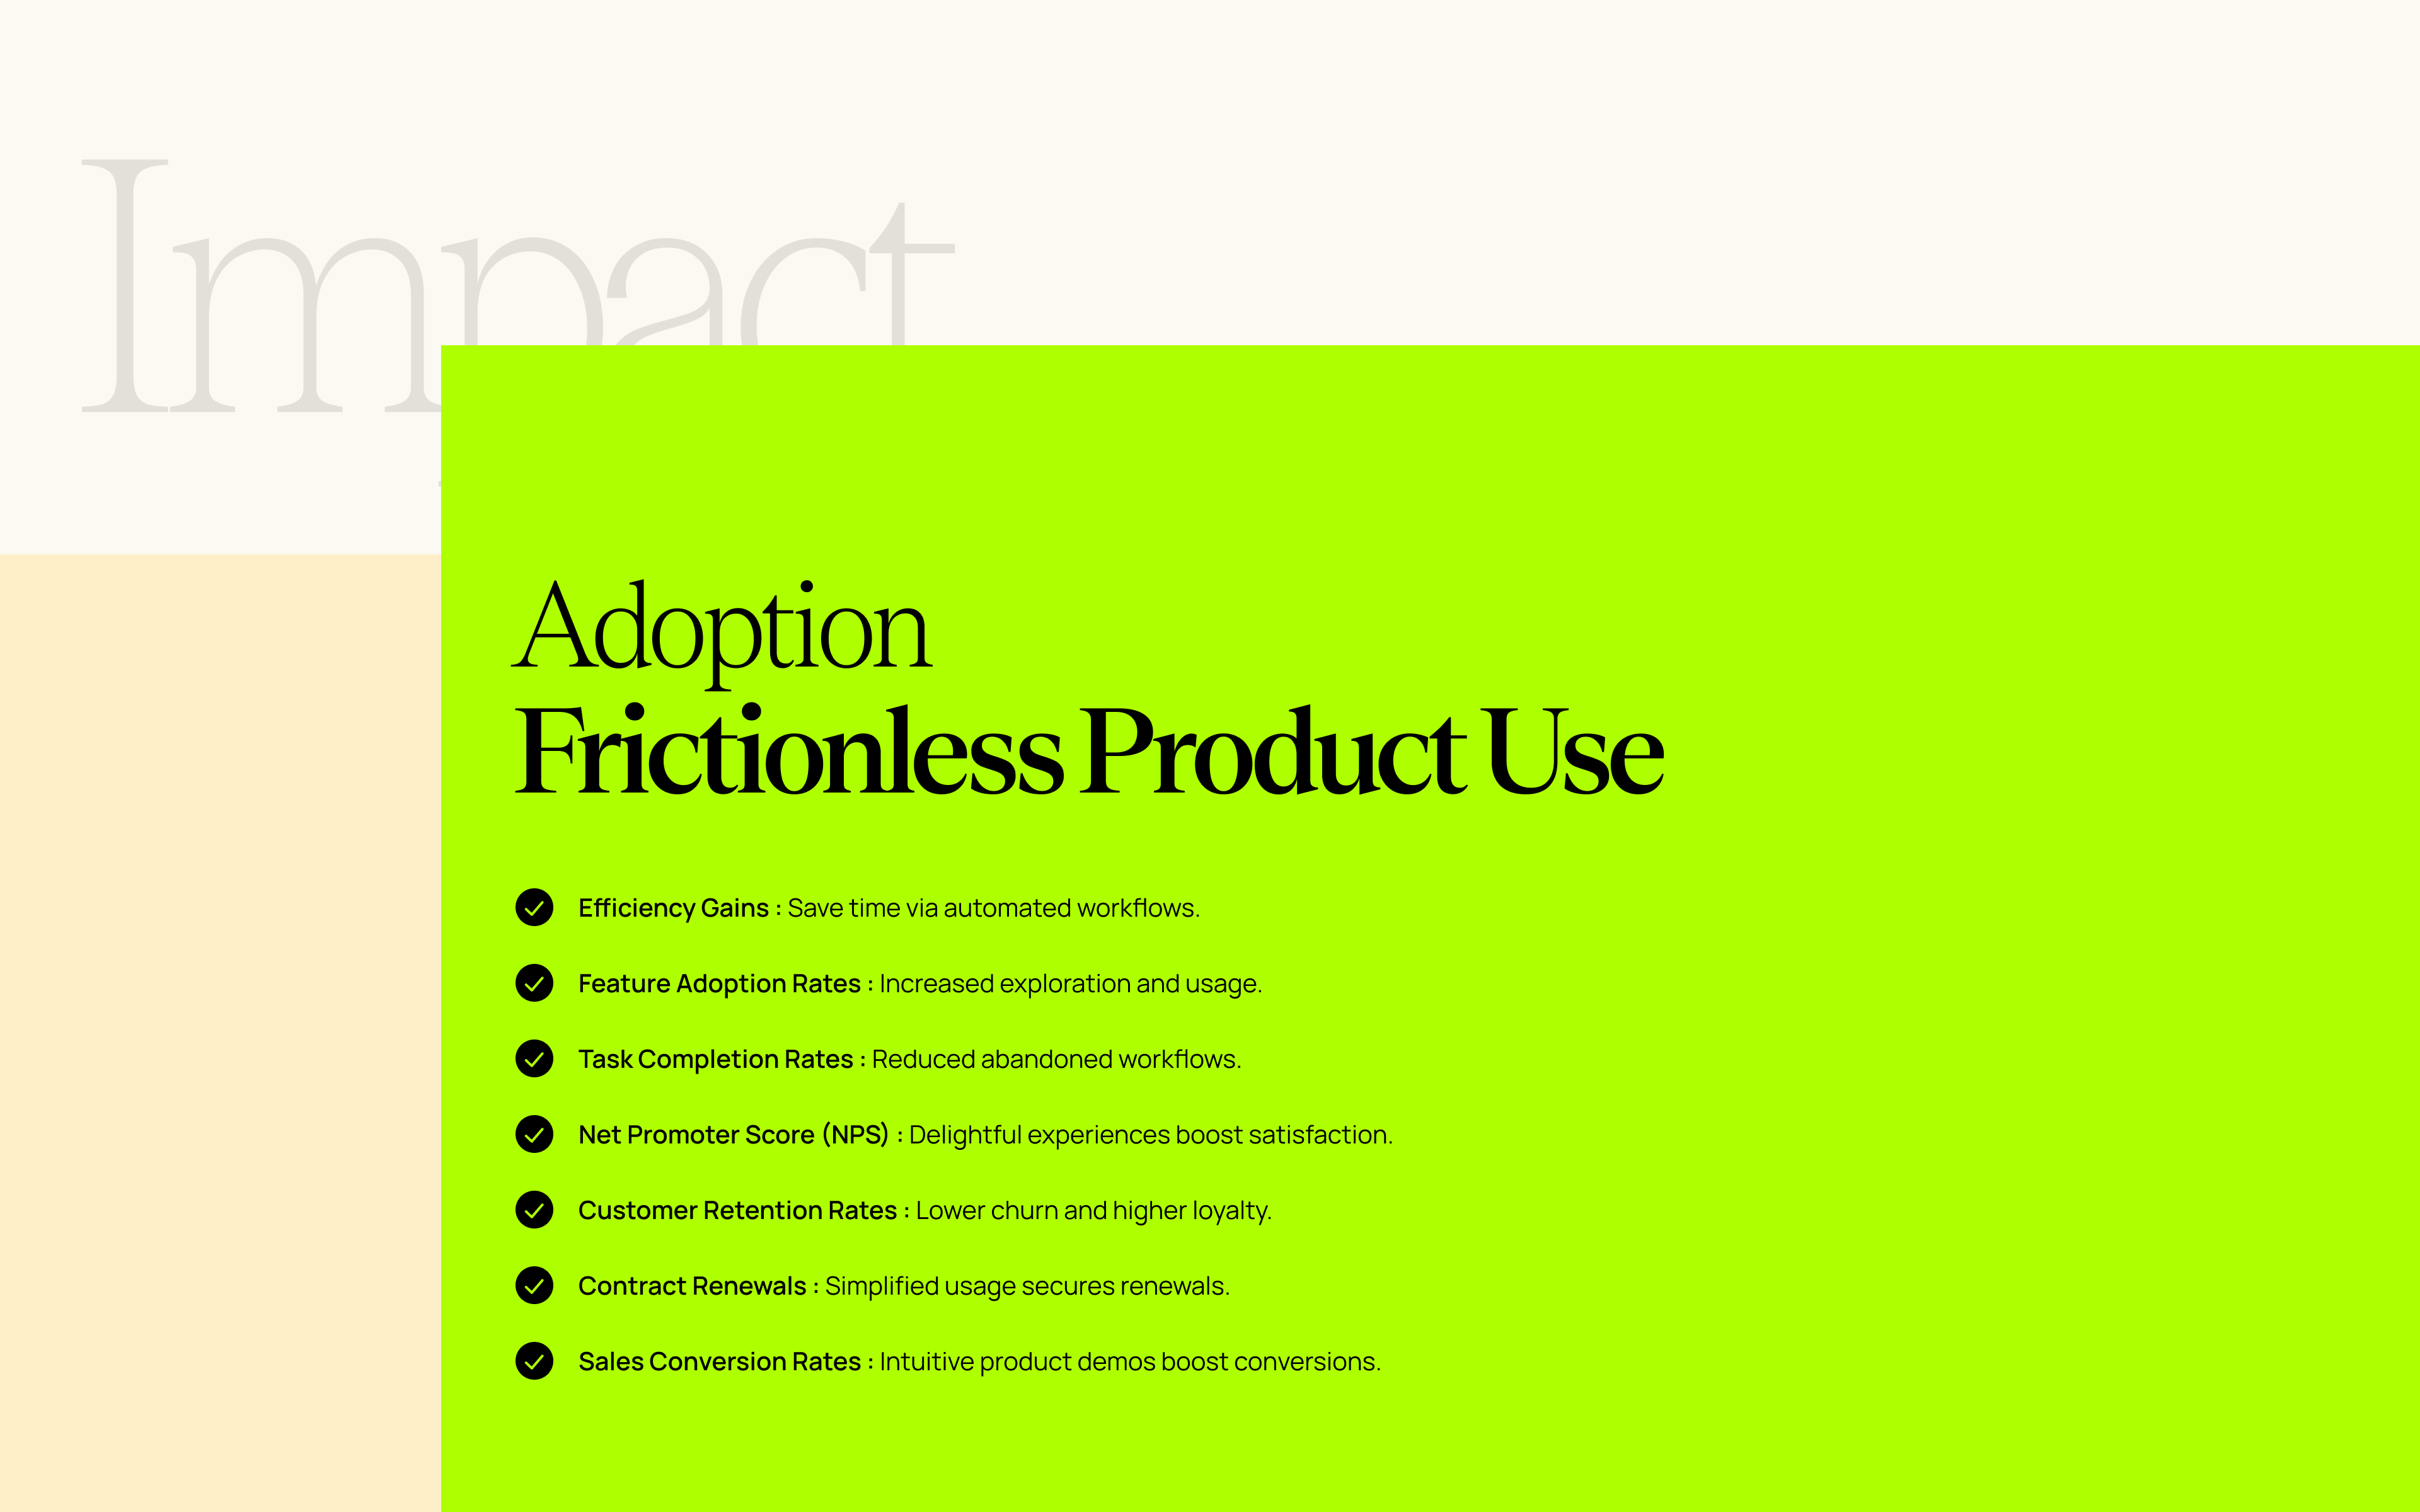 Impact
Adoption
Frictionless Product Use
Efficiency Gains : Save time via automated workflows.
Feature Adoption Rates : Increased exploration and usage.
Task Completion Rates : Reduced abandoned workflows.
Net Promoter Score (NPS) : Delightful experiences boost satisfaction.
Customer Retention Rates : Lower churn and higher loyalty.
Contract Renewals : Simplified usage secures renewals.
Sales Conversion Rates : Intuitive product demos boost conversions.